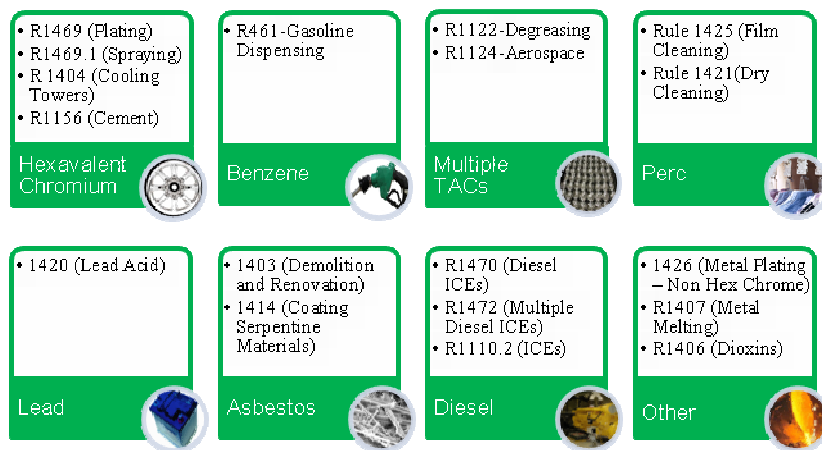 • R1469 (Plating)
• R1469.1 (Spraying)
• R 1404 (Cooling
Towers)
• R1156 (Cement)
Hexavalent
Chromium
• R461-Gasoline
Dispensing
Benzene
• R1122-Degreasing
• R1124-Aerospace
Multiple
TACs
• Rule 1425 (Film
Cleaning)
• Rule 1421(Dry
Cleaning)
Perc
• 1420 (Lead Acid)
Lead
• 1403 (Demolition
and Renovation)
• 1414 (Coating
Serpentine
Materials)
Asbestos
• R1470 (Diesel
ICEs)
• R1472 (Multiple
Diesel ICEs)
• R1110.2 (ICEs)
Diesel
• 1426 (Metal Plating
– Non Hex Chrome)
• R1407 (Metal
Melting)
• R1406 (Dioxins)
Other